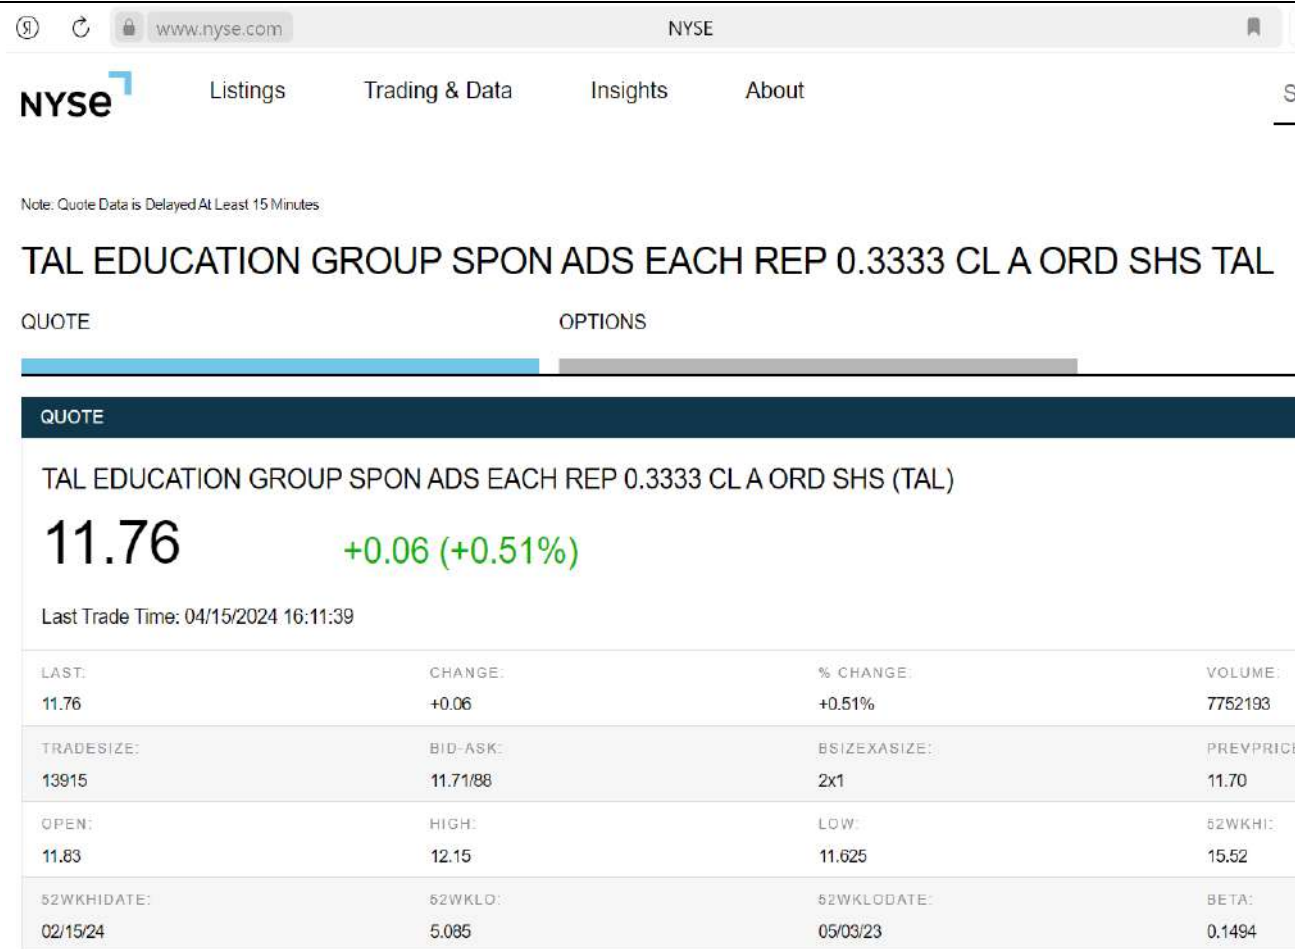 Я www.nyse.com NYSE
NYSE Listings Trading & Data Insights About S
Note: Quote Data is Delayed At Least 15 Minutes
TAL EDUCATION GROUP SPON ADS EACH REP 0.3333 CL A ORD SHS TAL
QUOTE OPTIONS
QUOTE
TAL EDUCATION GROUP SPON ADS EACH REP 0.3333 CL A ORD SHS (TAL)
11.76 +0.06 (+0.51%)
Last Trade Time: 04/15/2024 16:11:39
LAST: CHANGE: % CHANGE: VOLUME:
11.76 +0.06 +0.51% 7752193
TRADESIZE: BID-ASK: BSIZEXASIZE: PREVPRICE
13915 11.71/88 2x1 11.70
OPEN: HIGH: LOW: 52WKHI:
11.83 12.15 11.625 15.52
52WKHIDATE: 52WKLO: 52WKLODATE: BETA:
02/15/24 5.085 05/03/23 0.1494